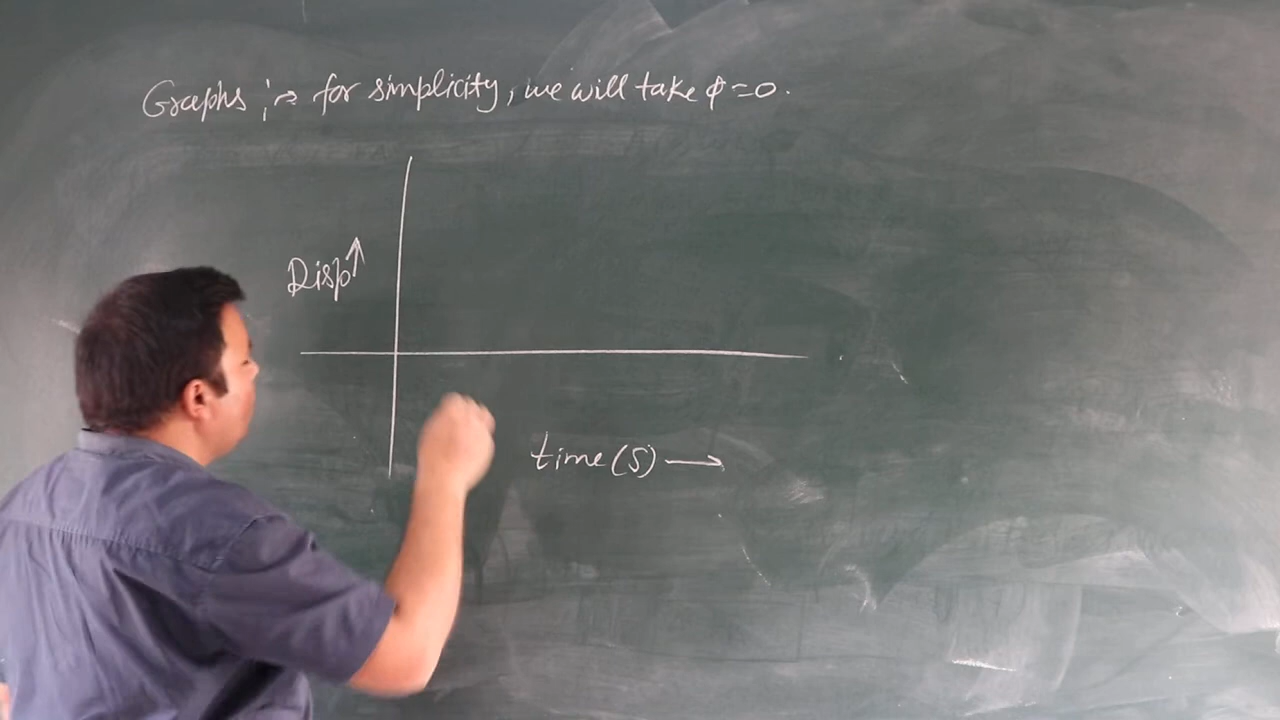 Graphs :→ for simplicity, we will take φ=0.
Disp↑
time(s)→